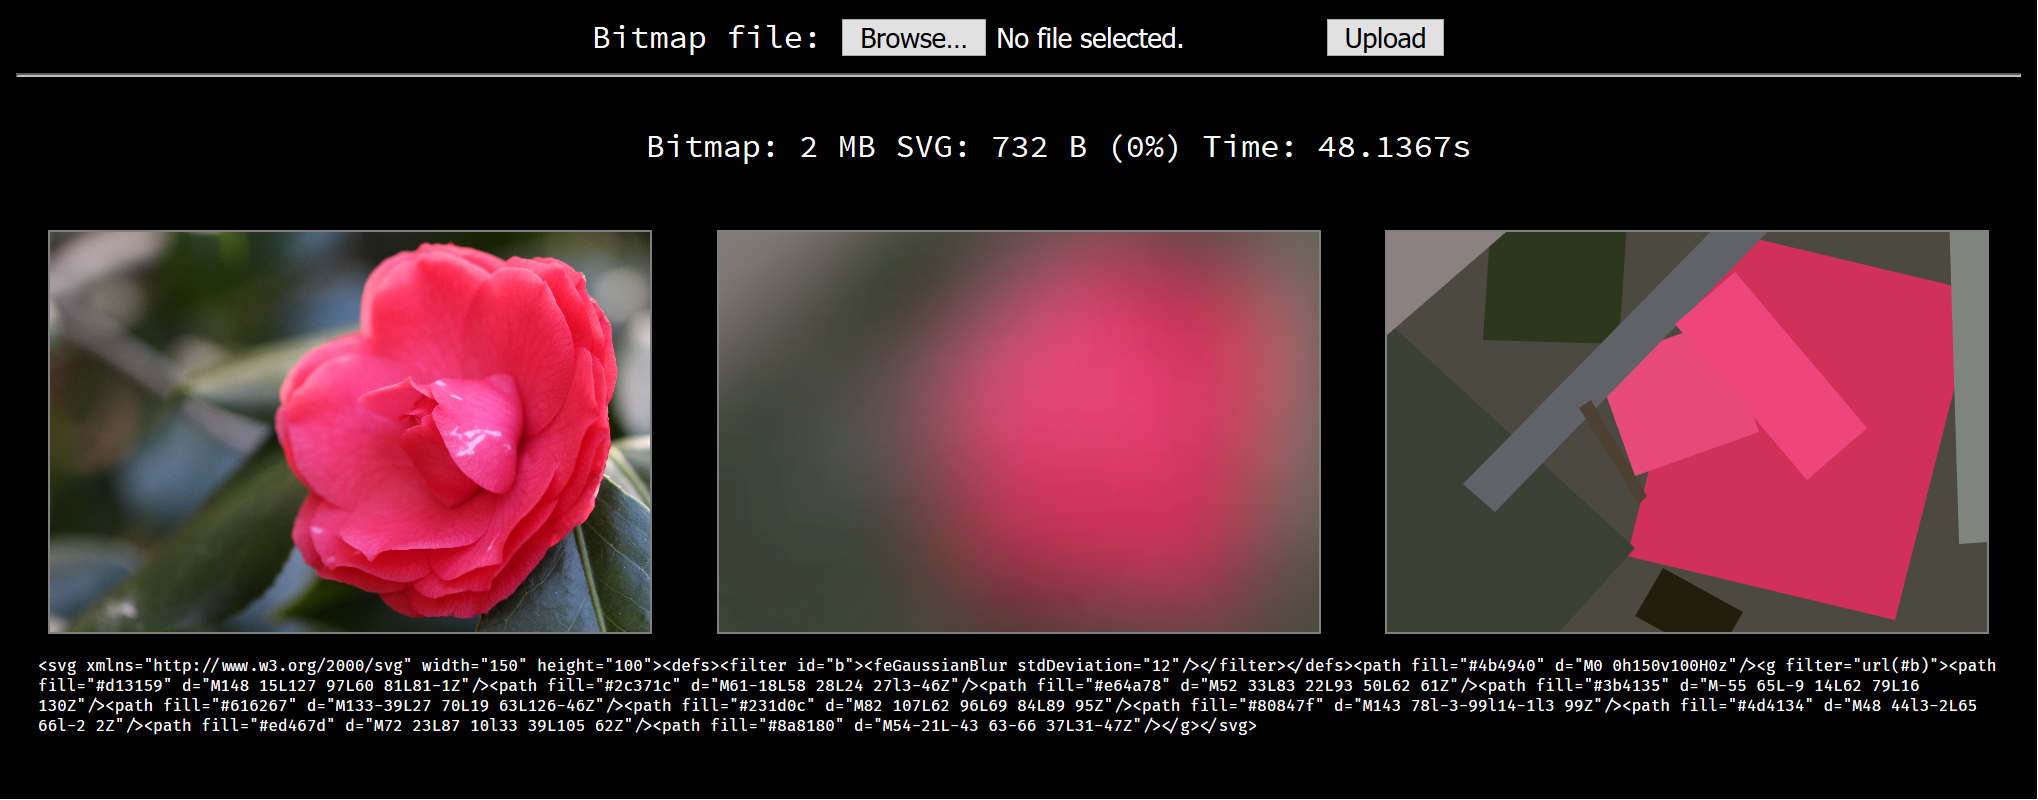 Bitmap file: Browse... No file selected. Upload
Bitmap: 2 MB SVG: 732 B (0%) Time: 48.1367s
<svg xmlns="http://www.w3.org/2000/svg" width="150" height="100"><defs><filter id="b"><feGaussianBlur stdDeviation="12"/></filter></defs><path fill="#4b4940" d="M0 0h150v100H0z"/><g filter="url(#b)"><path
fill="#d13159" d="M148 15L127 97L60 81L81-1Z"/><path fill="#2c371c" d="M61-18L58 28L24 27l3-46Z"/><path fill="#e64a78" d="M52 33L83 22L93 50L62 61Z"/><path fill="#3b4135" d="M-55 65L-9 14L62 79L16
130Z"/><path fill="#616267" d="M133-39L27 70L19 63L126-46Z"/><path fill="#231d0c" d="M82 107L62 96L69 84L89 95Z"/><path fill="#80847f" d="M143 78l-3-99l14-1l3 99Z"/><path fill="#4d4134" d="M48 44l3-2L65
66l-2 2Z"/><path fill="#ed467d" d="M72 23L87 10l33 39L105 62Z"/><path fill="#8a8180" d="M54-21L-43 63-66 37L31-47Z"/></g></svg>